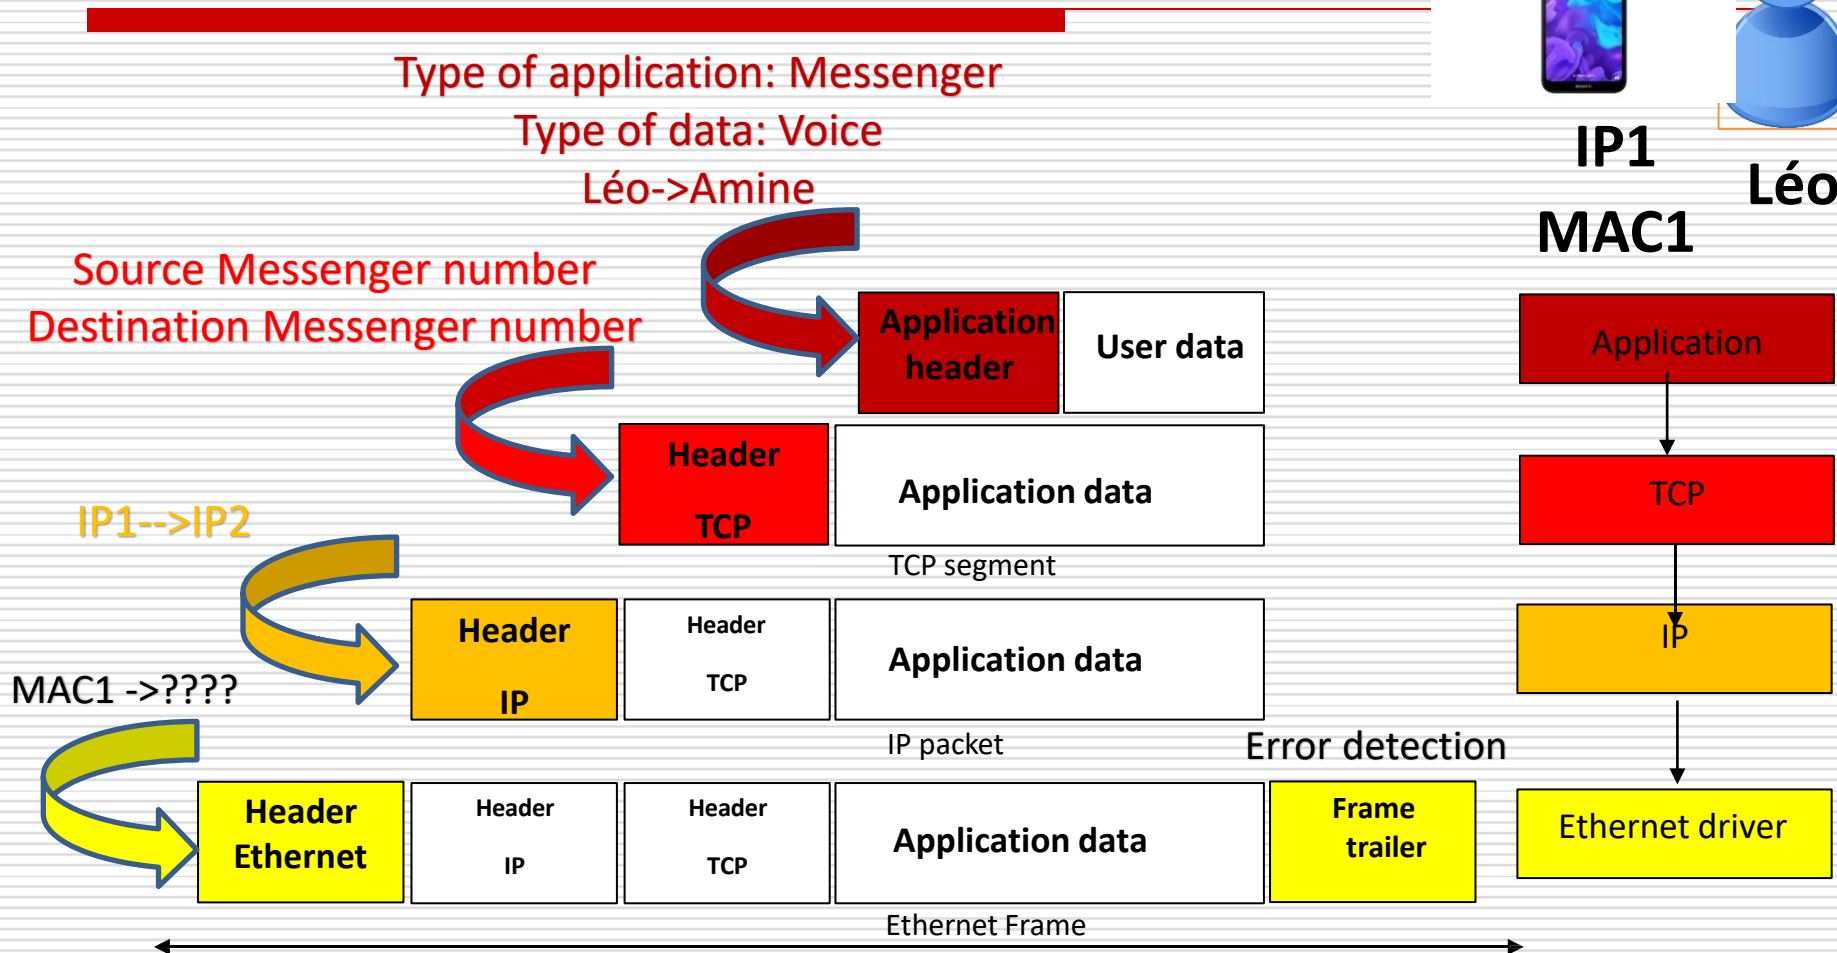 Type of application: Messenger
Type of data: Voice
Léo->Amine
IP1
MAC1
Léo
Source Messenger number
Destination Messenger number
Application
header
User data
Application
Header
TCP
Application data
TCP
TCP segment
IP1-->IP2
Header
IP
Header
TCP
Application data
IP
IP packet
MAC1 ->????
Error detection
Header
Ethernet
Header
IP
Header
TCP
Application data
Frame
trailer
Ethernet driver
Ethernet Frame